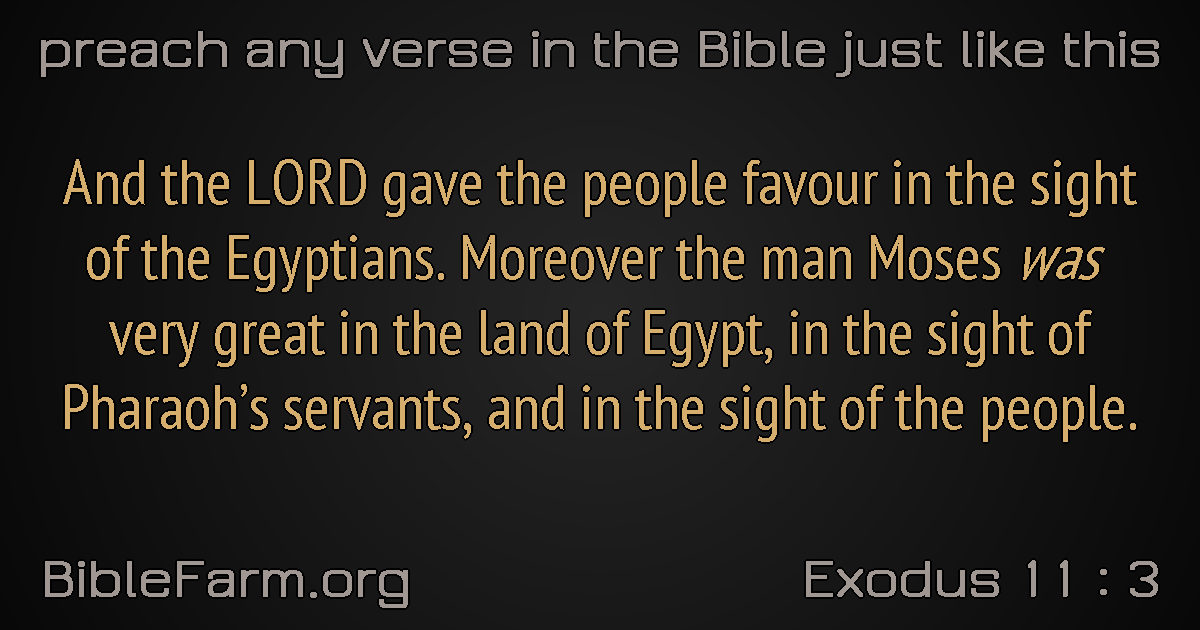 preach any verse in the Bible just like this
And the LORD gave the people favour in the sight
of the Egyptians. Moreover the man Moses was
very great in the land of Egypt, in the sight of
Pharaoh’s servants, and in the sight of the people.
BibleFarm.org
Exodus 11 : 3